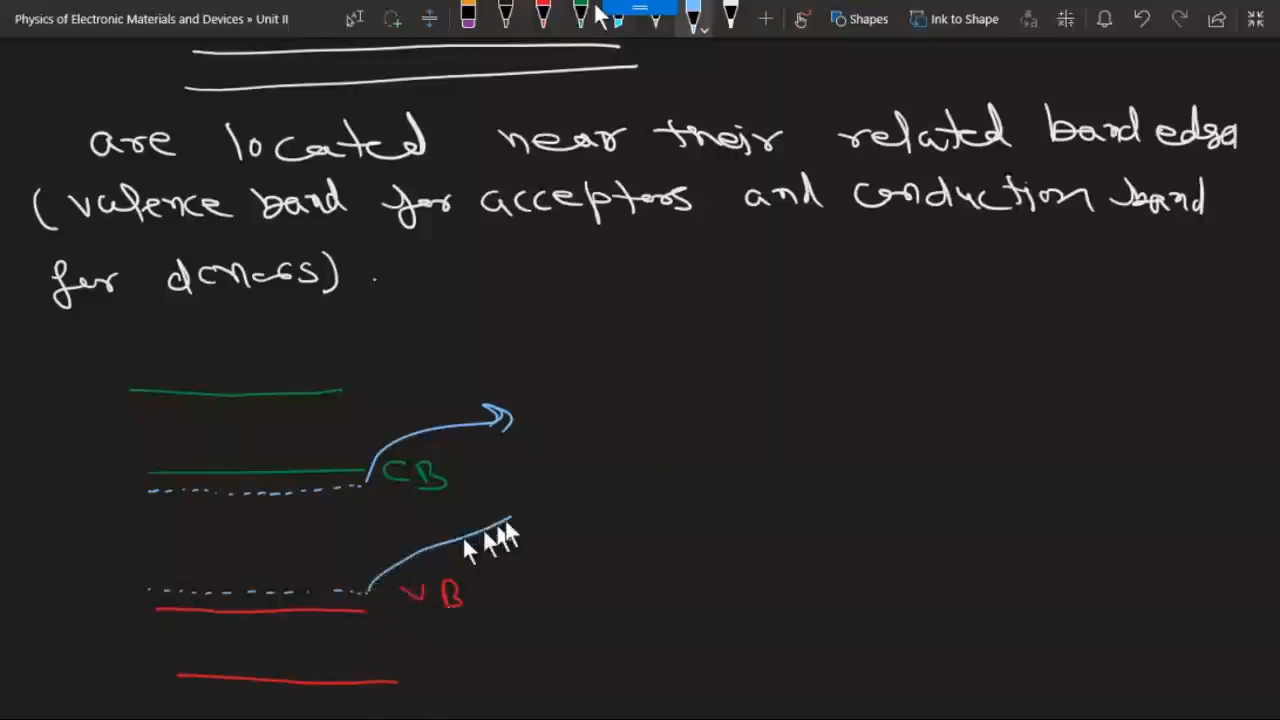 Physics of Electronic Materials and Devices » Unit II
Shapes
Ink to Shape
are located near their related band edge
(valence band for acceptors and conduction band
for donors).
CB
VB